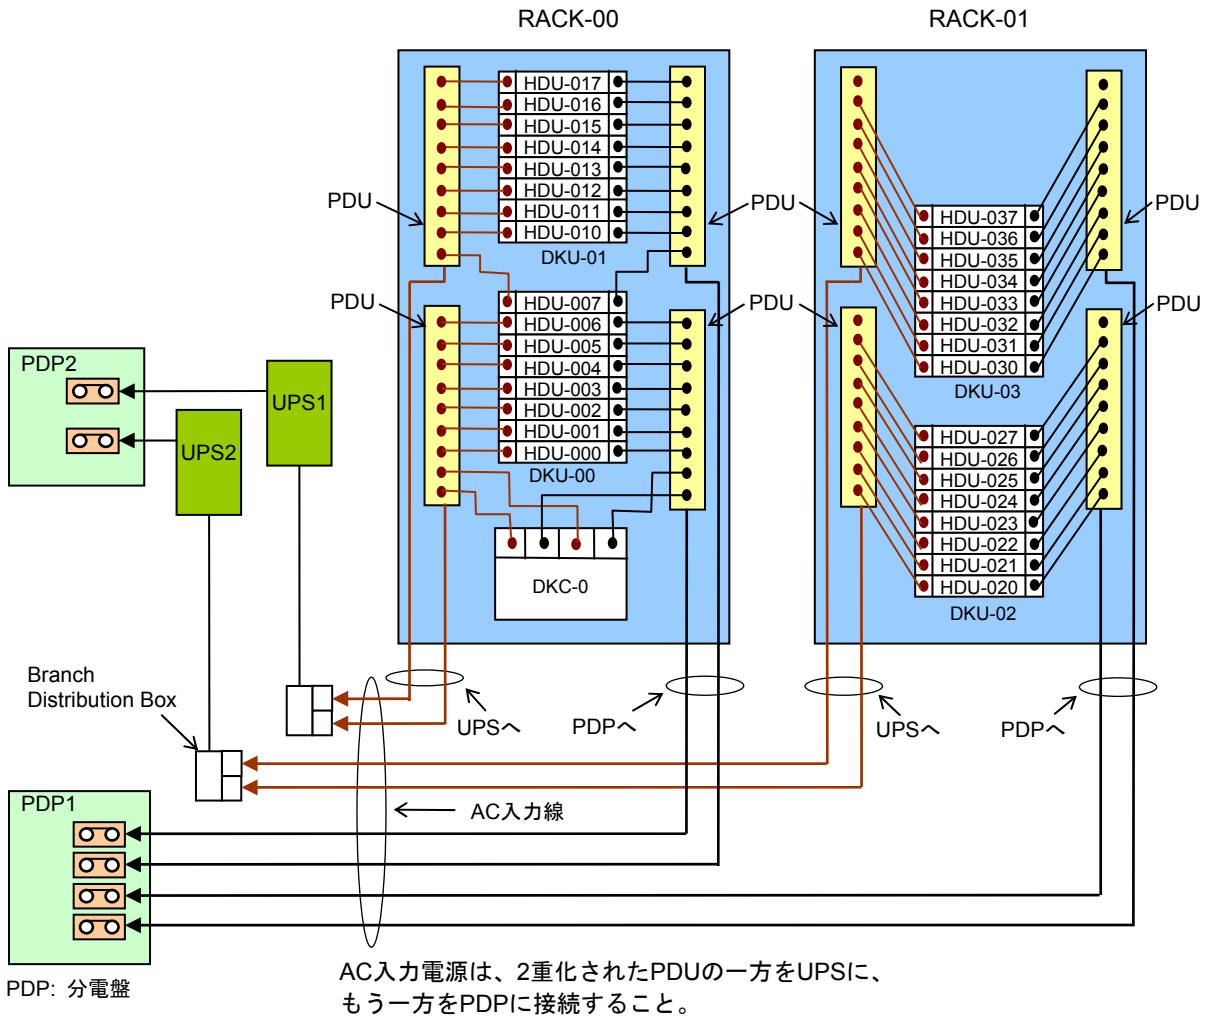 RACK-00
RACK-01
HDU-017
HDU-016
HDU-015
HDU-014
HDU-013
HDU-012
HDU-011
HDU-010
DKU-01
PDU
PDU
PDU
HDU-037
HDU-036
HDU-035
HDU-034
HDU-033
HDU-032
HDU-031
HDU-030
DKU-03
PDU
PDU
PDU
HDU-007
HDU-006
HDU-005
HDU-004
HDU-003
HDU-002
HDU-001
HDU-000
DKU-00
DKC-0
HDU-027
HDU-026
HDU-025
HDU-024
HDU-023
HDU-022
HDU-021
HDU-020
DKU-02
PDP2
UPS1
UPS2
Branch
Distribution Box
UPSへ
PDPへ
UPSへ
PDPへ
PDP1
AC入力線
PDP: 分電盤
AC入力電源は、2重化されたPDUの一方をUPSに、
もう一方をPDPに接続すること。